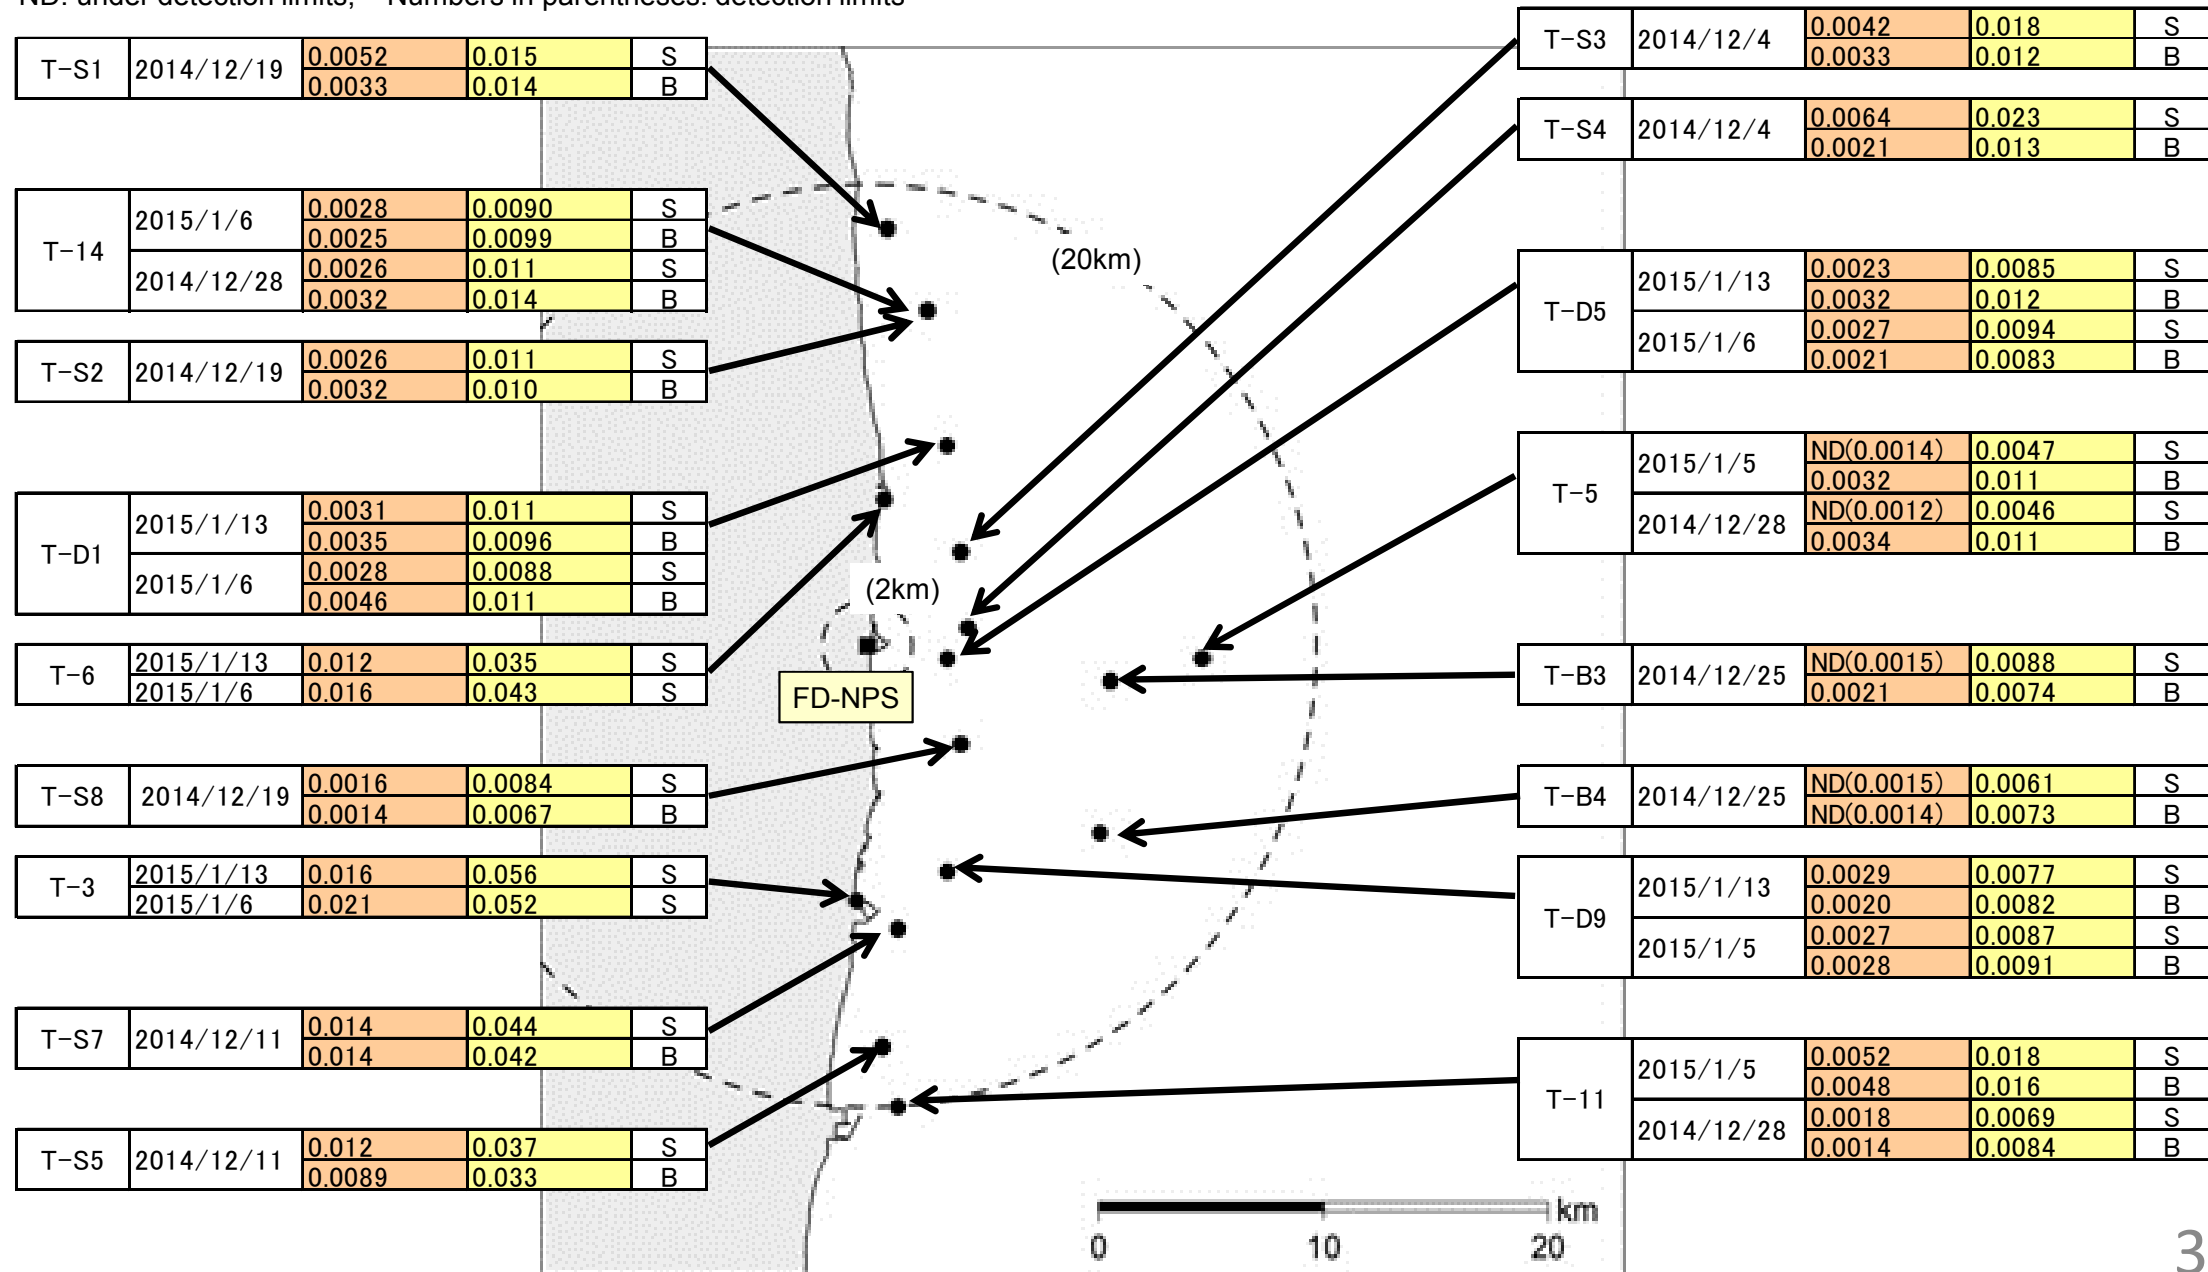 ND: under detection limits, Numbers in parentheses: detection limits
T-S1 2014/12/19 0.0052 0.015 S
0.0033 0.014 B
T-14 2015/1/6 0.0028 0.0090 S
0.0025 0.0099 B
2014/12/28 0.0026 0.011 S
0.0032 0.014 B
T-S2 2014/12/19 0.0026 0.011 S
0.0032 0.010 B
T-D1 2015/1/13 0.0031 0.011 S
0.0035 0.0096 B
2015/1/6 0.0028 0.0088 S
0.0046 0.011 B
T-6 2015/1/13 0.012 0.035 S
2015/1/6 0.016 0.043 S
T-S8 2014/12/19 0.0016 0.0084 S
0.0014 0.0067 B
T-3 2015/1/13 0.016 0.056 S
2015/1/6 0.021 0.052 S
T-S7 2014/12/11 0.014 0.044 S
0.014 0.042 B
T-S5 2014/12/11 0.012 0.037 S
0.0089 0.033 B
(20km)
(2km)
FD-NPS
T-S3 2014/12/4 0.0042 0.018 S
0.0033 0.012 B
T-S4 2014/12/4 0.0064 0.023 S
0.0021 0.013 B
T-D5 2015/1/13 0.0023 0.0085 S
0.0032 0.012 B
2015/1/6 0.0027 0.0094 S
0.0021 0.0083 B
T-5 2015/1/5 ND(0.0014) 0.0047 S
0.0032 0.011 B
2014/12/28 ND(0.0012) 0.0046 S
0.0034 0.011 B
T-B3 2014/12/25 ND(0.0015) 0.0088 S
0.0021 0.0074 B
T-B4 2014/12/25 ND(0.0015) 0.0061 S
ND(0.0014) 0.0073 B
T-D9 2015/1/13 0.0029 0.0077 S
0.0020 0.0082 B
2015/1/5 0.0027 0.0087 S
0.0028 0.0091 B
T-11 2015/1/5 0.0052 0.018 S
0.0048 0.016 B
2014/12/28 0.0018 0.0069 S
0.0014 0.0084 B
km
0 10 20
3